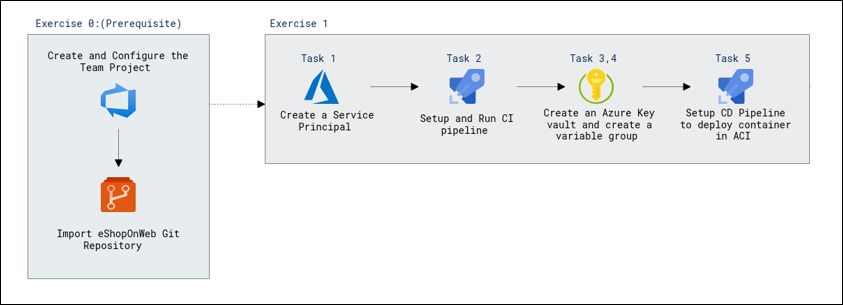 Exercise 0:(Prerequisite)
Create and Configure the
Team Project
Import eShopOnWeb Git
Repository
Exercise 1
Task 1
Create a Service
Principal
Task 2
Setup and Run CI
pipeline
Task 3,4
Create an Azure Key
vault and create a
variable group
Task 5
Setup CD Pipeline
to deploy container
in ACI